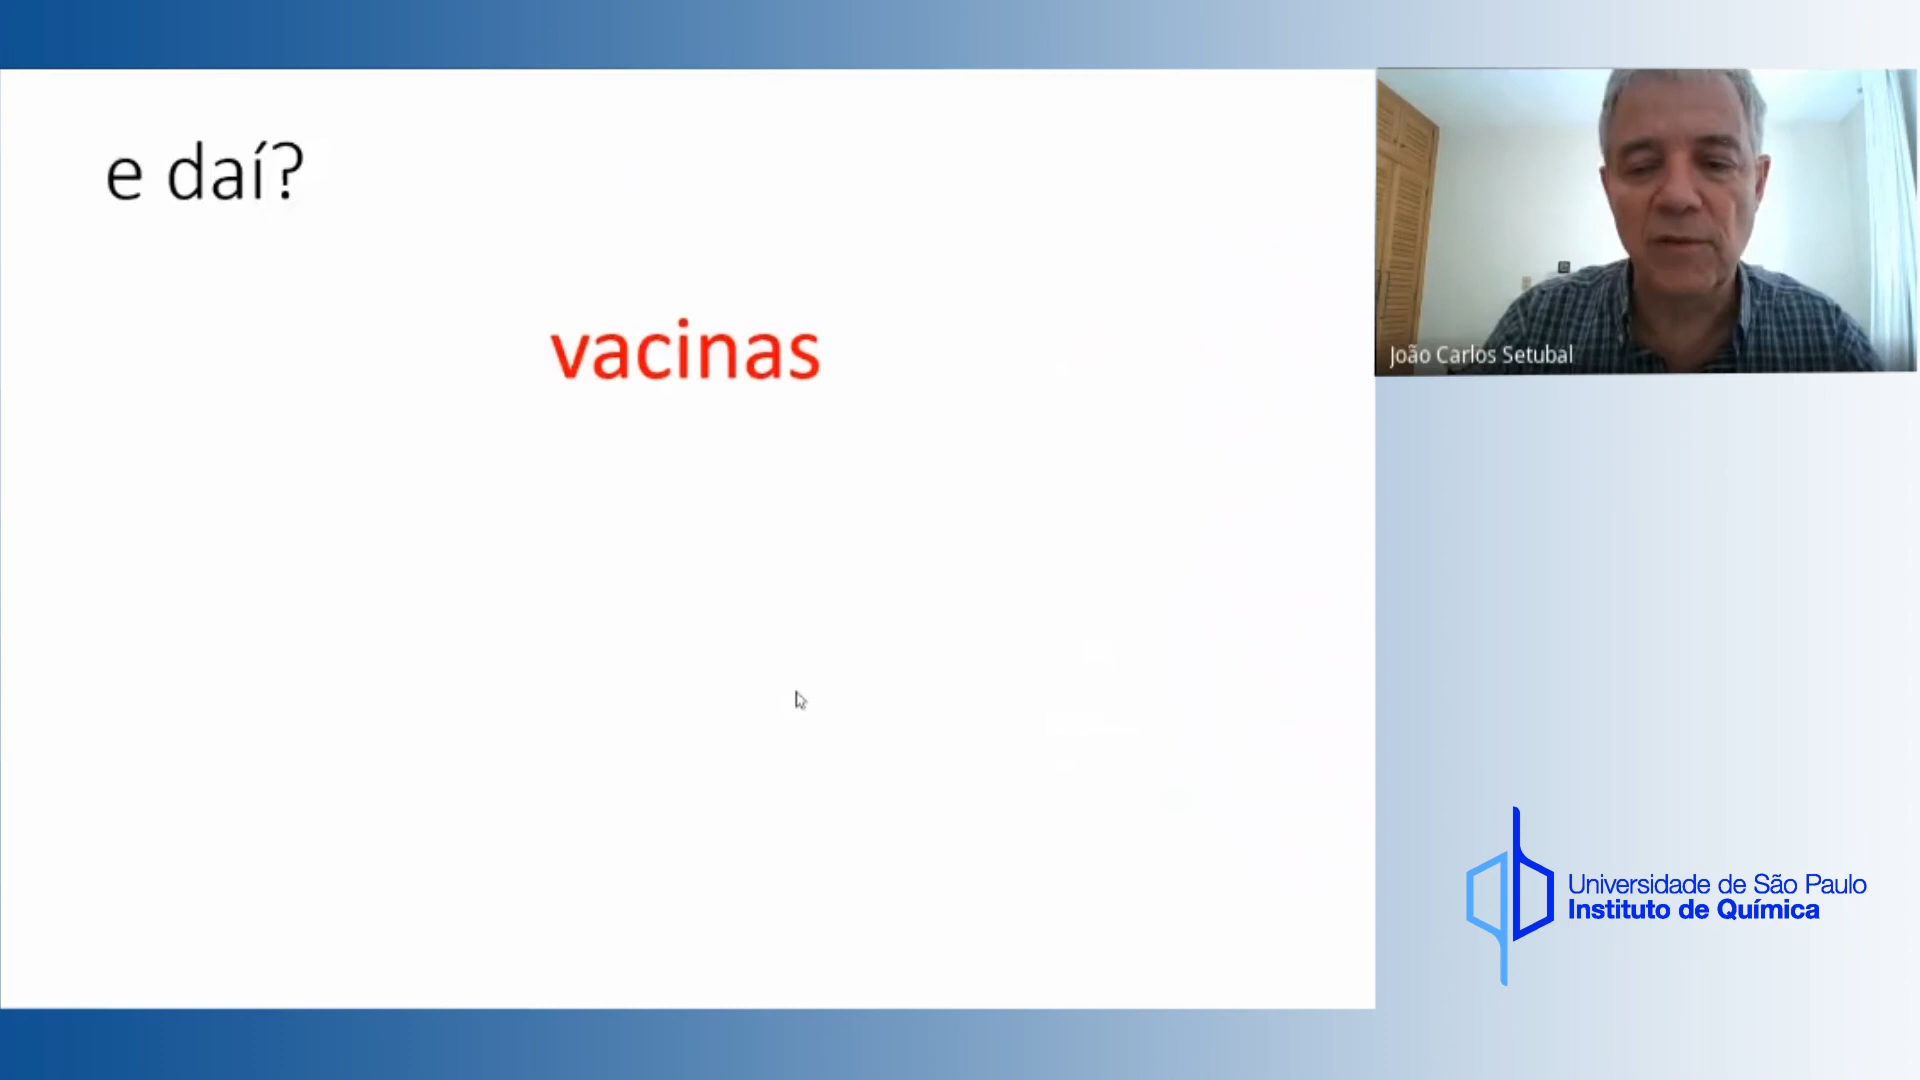 e daí?
vacinas
João Carlos Setubal
Universidade de São Paulo
Instituto de Química